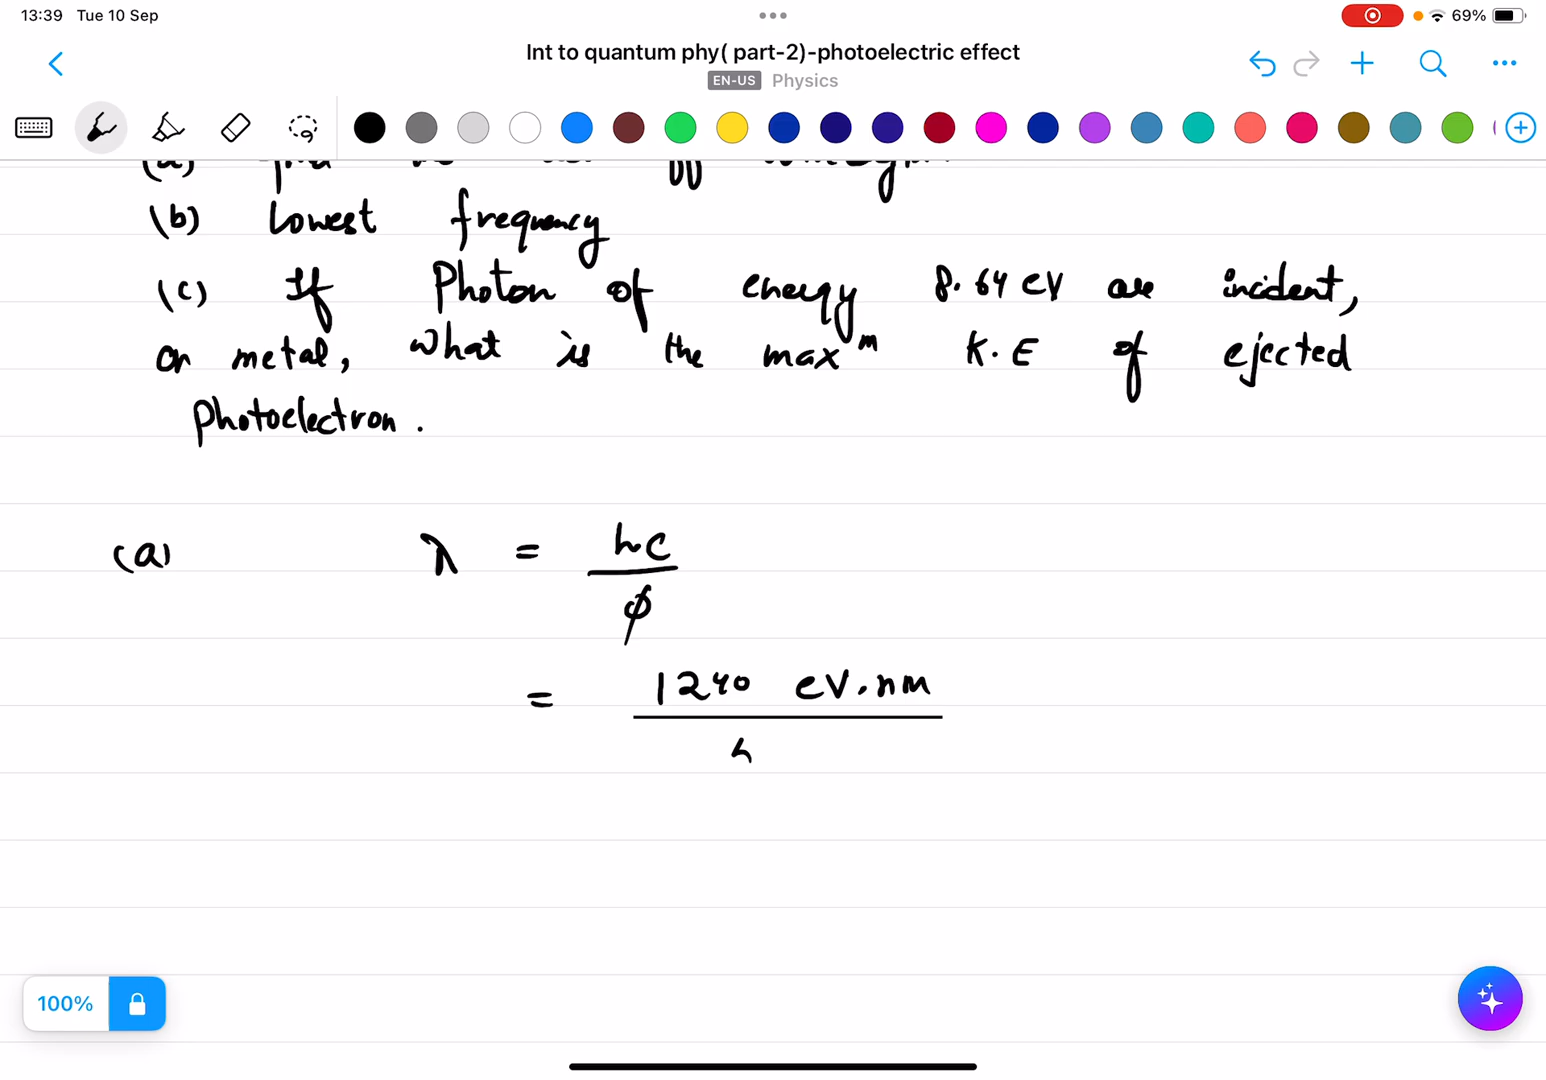 13:39 Tue 10 Sep
69%
Int to quantum phy( part-2)-photoelectric effect
EN-US Physics
(a)
(b) Lowest frequency
(c) If Photon of energy 8.64 eV are incident,
on metal, what is the maxᵐ K.E of ejected
photoelectron.
(a) λ = hc
ϕ
= 1240 eV.nm
100%